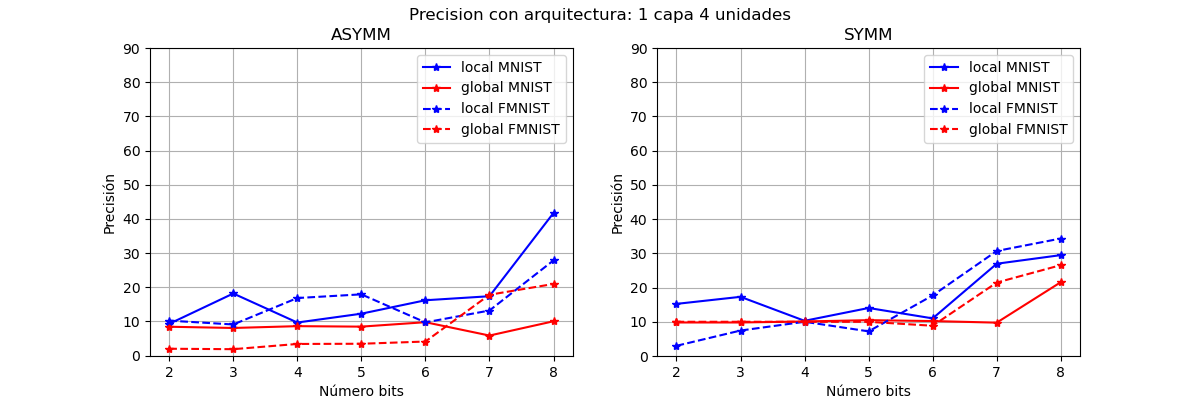 Precision con arquitectura: 1 capa 4 unidades
ASYMM
90
80
70
60
50
40
30
20
10
0
Precisión
2 3 4 5 6 7 8
Número bits
local MNIST
global MNIST
local FMNIST
global FMNIST
SYMM
90
80
70
60
50
40
30
20
10
0
Precisión
2 3 4 5 6 7 8
Número bits
local MNIST
global MNIST
local FMNIST
global FMNIST